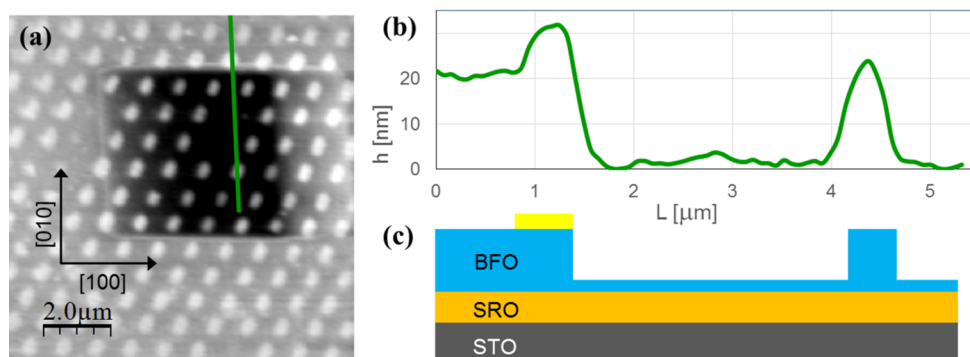 (a)
[010]
[100]
2.0μm
(b)
h [nm]
20
10
0
0 1 2 3 4 5
L [μm]
(c)
BFO
SRO
STO